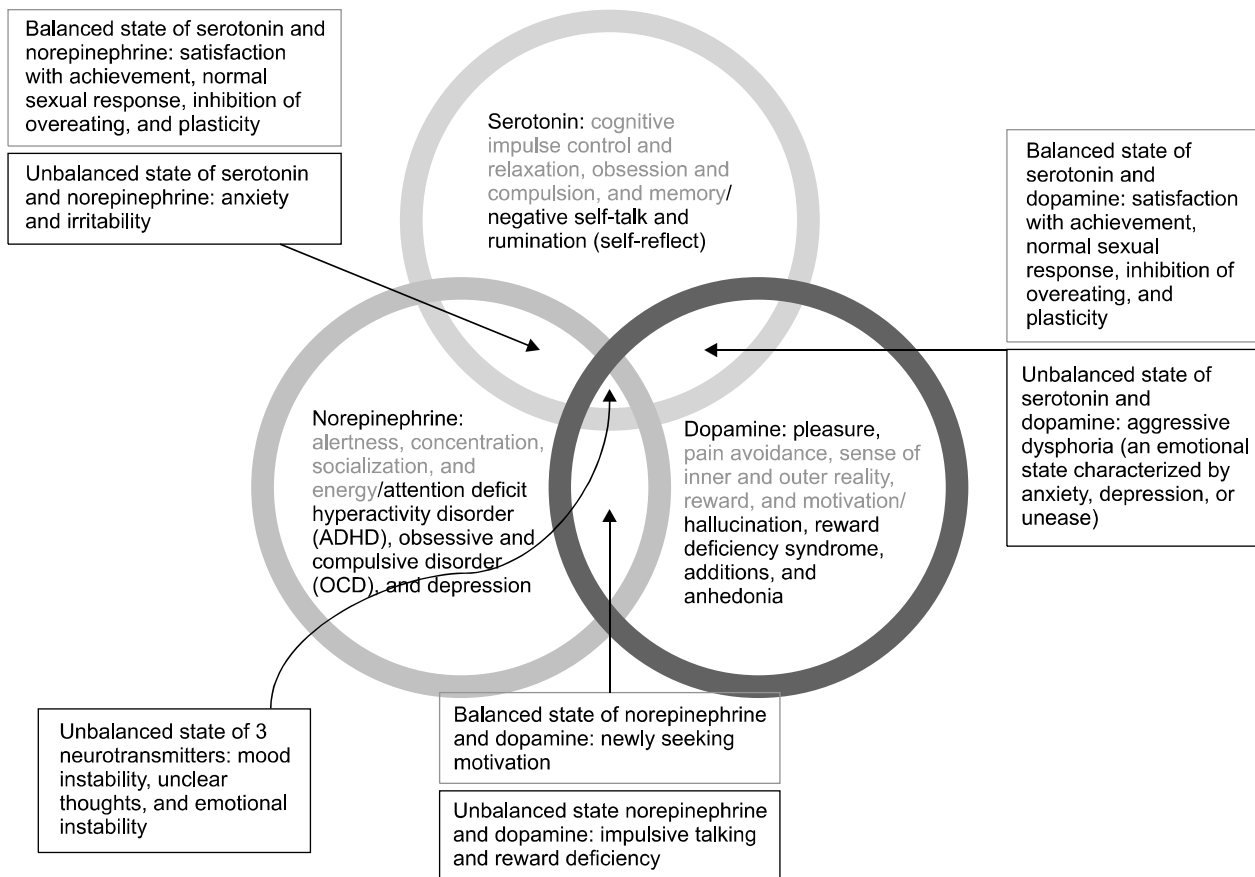 Balanced state of serotonin and
norepinephrine: satisfaction
with achievement, normal
sexual response, inhibition of
overeating, and plasticity
Unbalanced state of serotonin
and norepinephrine: anxiety
and irritability
Serotonin: cognitive
impulse control and
relaxation, obsession and
compulsion, and memory/
negative self-talk and
rumination (self-reflect)
Balanced state of
serotonin and
dopamine: satisfaction
with achievement,
normal sexual
response, inhibition of
overeating, and
plasticity
Unbalanced state of
serotonin and
dopamine: aggressive
dysphoria (an emotional
state characterized by
anxiety, depression, or
unease)
Norepinephrine:
alertness, concentration,
socialization, and
energy/attention deficit
hyperactivity disorder
(ADHD), obsessive and
compulsive disorder
(OCD), and depression
Dopamine: pleasure,
pain avoidance, sense of
inner and outer reality,
reward, and motivation/
hallucination, reward
deficiency syndrome,
additions, and
anhedonia
Unbalanced state of 3
neurotransmitters: mood
instability, unclear
thoughts, and emotional
instability
Balanced state of norepinephrine
and dopamine: newly seeking
motivation
Unbalanced state norepinephrine
and dopamine: impulsive talking
and reward deficiency